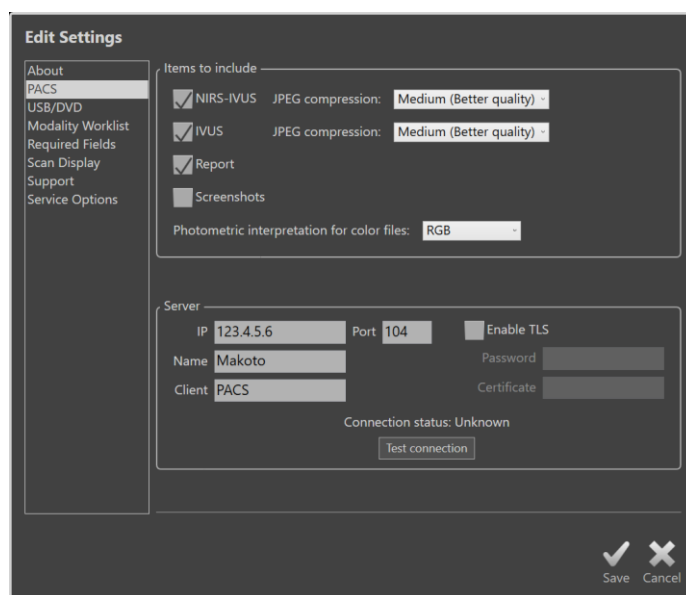 Edit Settings
About
PACS
USB/DVD
Modality Worklist
Required Fields
Scan Display
Support
Service Options
Items to include
NIRS-IVUS JPEG compression: Medium (Better quality)
IVUS JPEG compression: Medium (Better quality)
Report
Screenshots
Photometric interpretation for color files: RGB
Server
IP 123.4.5.6 Port 104 Enable TLS
Name Makoto Password
Client PACS Certificate
Connection status: Unknown
Test connection
Save Cancel